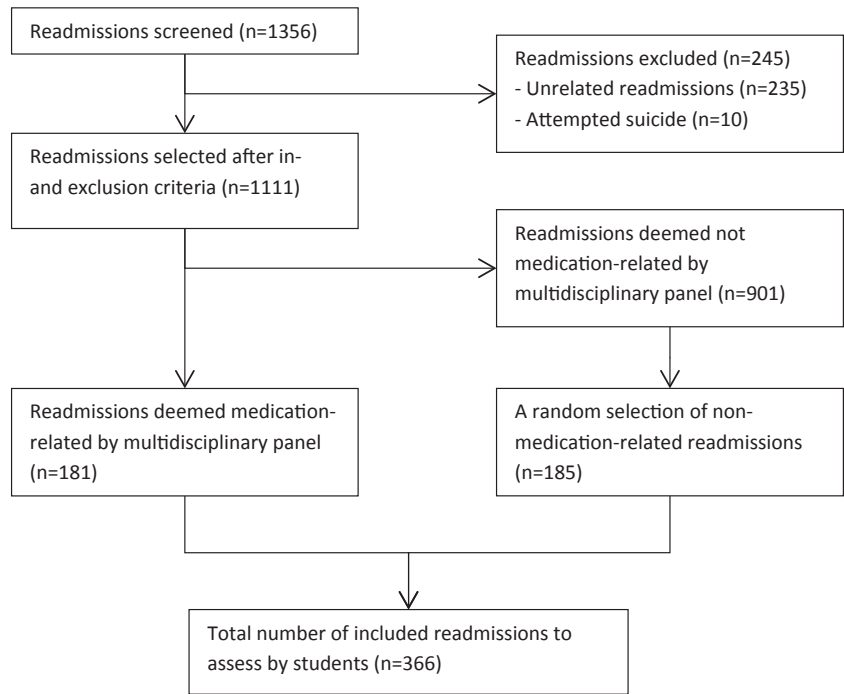 Readmissions screened (n=1356)
Readmissions excluded (n=245)
- Unrelated readmissions (n=235)
- Attempted suicide (n=10)
Readmissions selected after in-
and exclusion criteria (n=1111)
Readmissions deemed not
medication-related by
multidisciplinary panel (n=901)
Readmissions deemed medication-
related by multidisciplinary panel
(n=181)
A random selection of non-
medication-related readmissions
(n=185)
Total number of included readmissions to
assess by students (n=366)